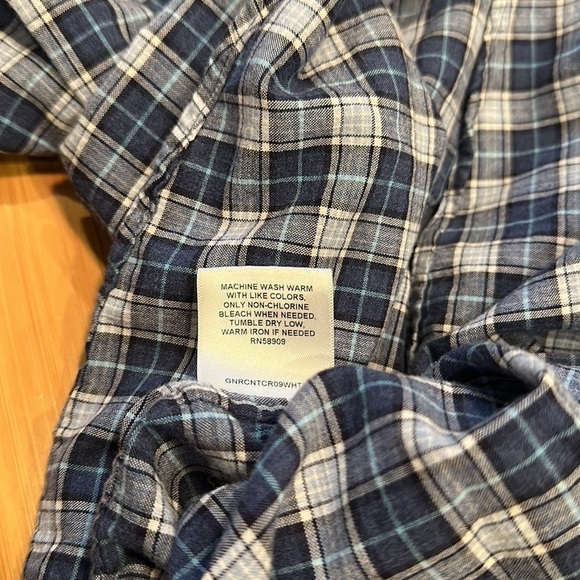 MACHINE WASH WARM
WITH LIKE COLORS,
ONLY NON-CHLORINE
BLEACH WHEN NEEDED,
TUMBLE DRY LOW,
WARM IRON IF NEEDED
RN58909
GNRCNTCR09WHT